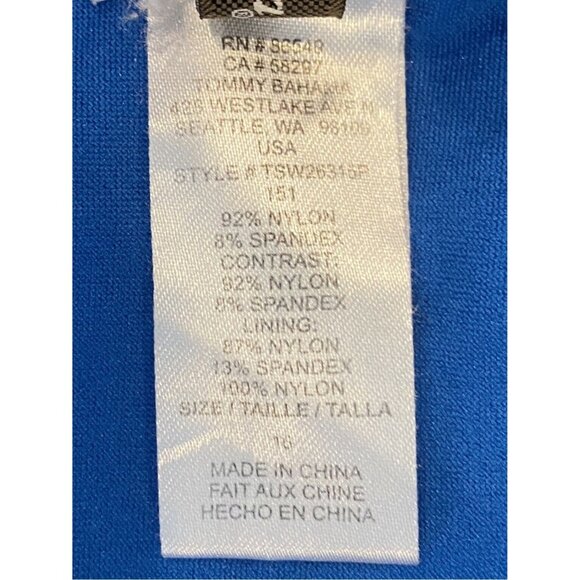 RN # 86549
CA # 58297
TOMMY BAHAMA
428 WESTLAKE AVE N
SEATTLE, WA 98109
USA
STYLE # TSW26315P
151
92% NYLON
8% SPANDEX
CONTRAST:
92% NYLON
8% SPANDEX
LINING:
87% NYLON
13% SPANDEX
100% NYLON
SIZE / TAILLE / TALLA
16
MADE IN CHINA
FAIT AUX CHINE
HECHO EN CHINA